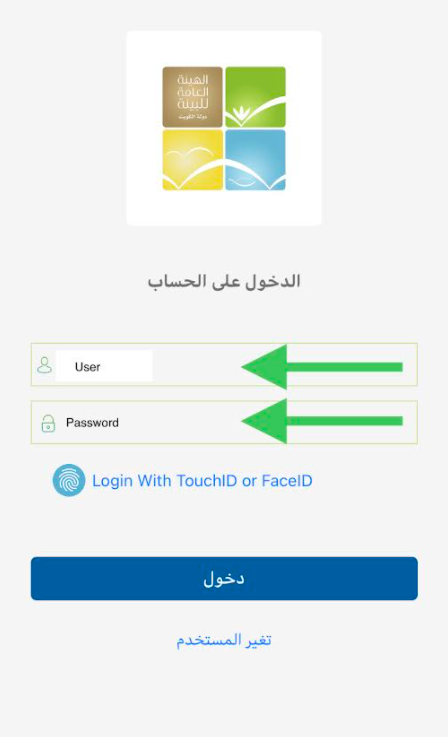 الهيئة
العامة
للبيئة
دولة الكويت
الدخول على الحساب
User
Password
Login With TouchID or FaceID
دخول
تغير المستخدم